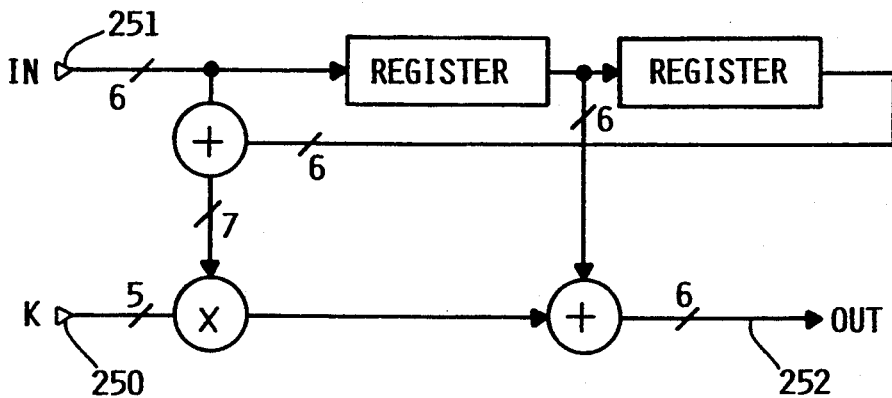 251
IN
6
REGISTER
REGISTER
6
+
6
7
K
5
X
+
6
OUT
250
252